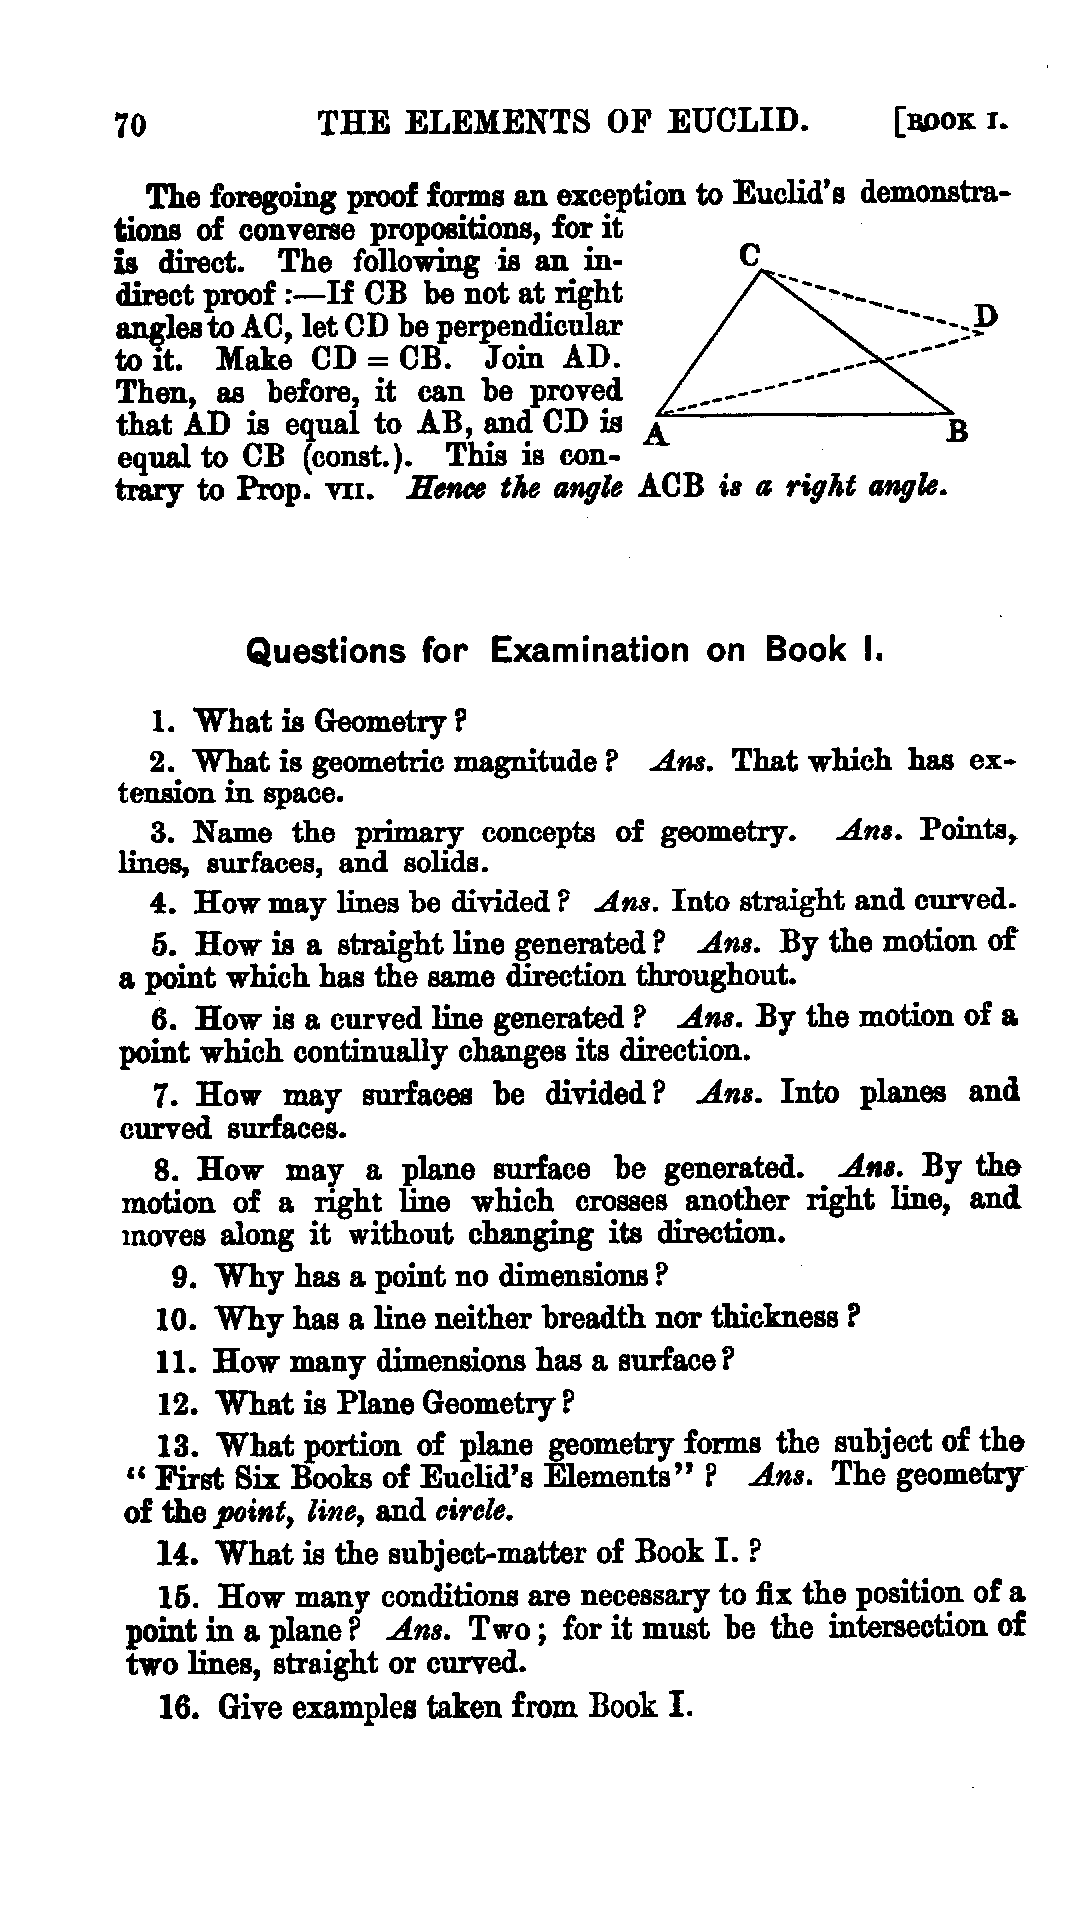 70 THE ELEMENTS OF EUCLID. [BOOK I.
The foregoing proof forms an exception to Euclid's demonstra-
tions of converse propositions, for it
is direct. The following is an in-
direct proof :—If CB be not at right
angles to AC, let CD be perpendicular
to it. Make CD = CB. Join AD.
Then, as before, it can be proved
that AD is equal to AB, and CD is
equal to CB (const.). This is con-
trary to Prop. VII. Hence the angle ACB is a right angle.
C
D
A
B
Questions for Examination on Book I.
1. What is Geometry ?
2. What is geometric magnitude ? Ans. That which has ex-
tension in space.
3. Name the primary concepts of geometry. Ans. Points,
lines, surfaces, and solids.
4. How may lines be divided ? Ans. Into straight and curved.
5. How is a straight line generated ? Ans. By the motion of
a point which has the same direction throughout.
6. How is a curved line generated ? Ans. By the motion of a
point which continually changes its direction.
7. How may surfaces be divided ? Ans. Into planes and
curved surfaces.
8. How may a plane surface be generated. Ans. By the
motion of a right line which crosses another right line, and
moves along it without changing its direction.
9. Why has a point no dimensions ?
10. Why has a line neither breadth nor thickness ?
11. How many dimensions has a surface ?
12. What is Plane Geometry ?
13. What portion of plane geometry forms the subject of the
"First Six Books of Euclid's Elements" ? Ans. The geometry
of the point, line, and circle.
14. What is the subject-matter of Book I. ?
15. How many conditions are necessary to fix the position of a
point in a plane ? Ans. Two ; for it must be the intersection of
two lines, straight or curved.
16. Give examples taken from Book I.